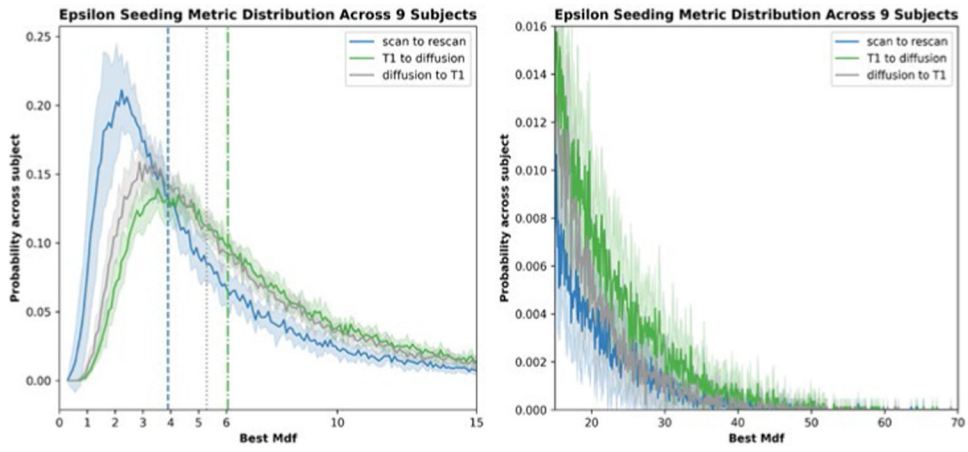 Epsilon Seeding Metric Distribution Across 9 Subjects
0.25
0.20
0.15
0.10
0.05
0.00
Probability across subject
scan to rescan
T1 to diffusion
diffusion to T1
0 1 2 3 4 5 6 10 15
Best Mdf
Epsilon Seeding Metric Distribution Across 9 Subjects
0.016
0.014
0.012
0.010
0.008
0.006
0.004
0.002
0.000
Probability across subject
scan to rescan
T1 to diffusion
diffusion to T1
20 30 40 50 60 70
Best Mdf